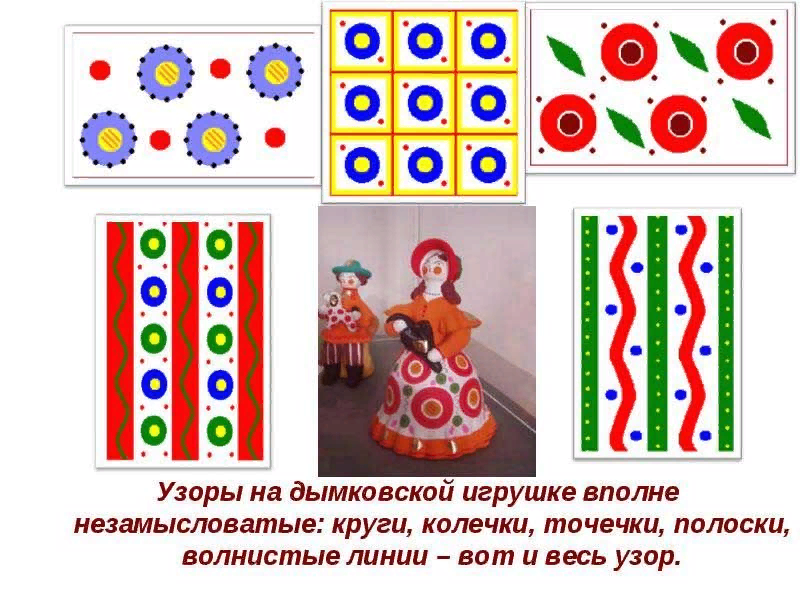 Узоры на дымковской игрушке вполне
незамысловатые: круги, колечки, точечки, полоски,
волнистые линии – вот и весь узор.